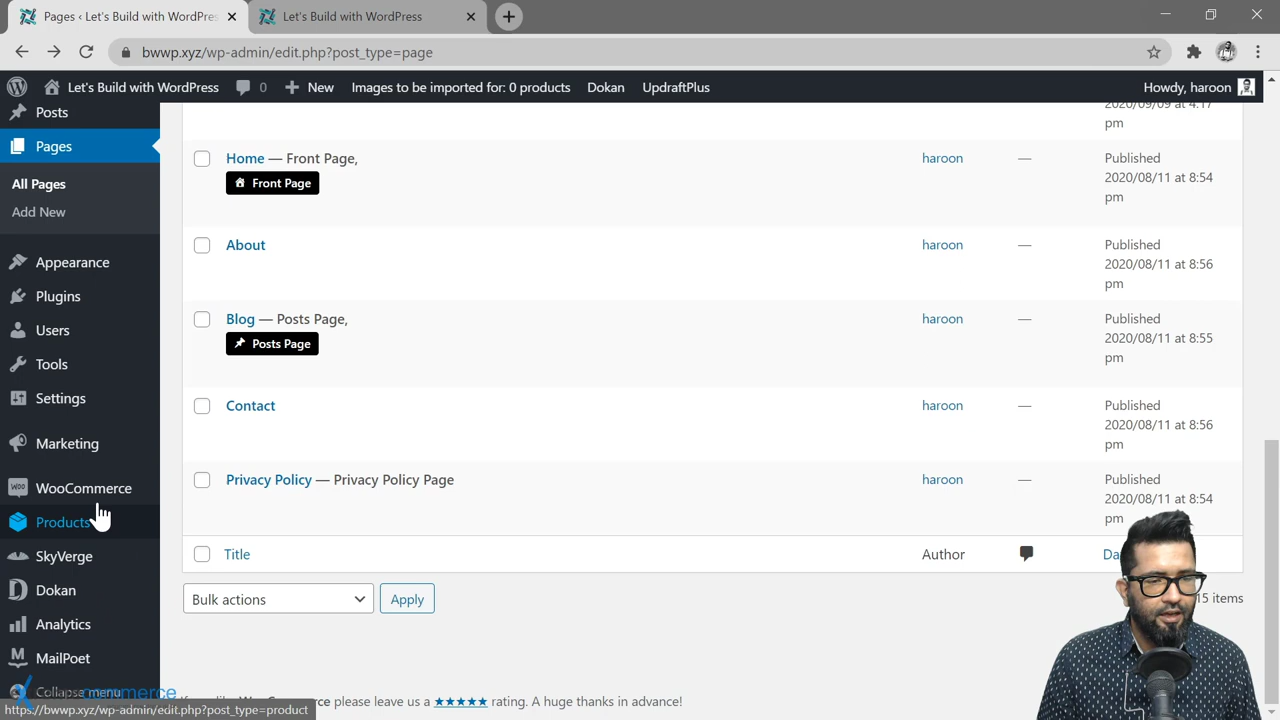 Pages ‹ Let's Build with WordPres
Let's Build with WordPress
bwwp.xyz/wp-admin/edit.php?post_type=page
Let's Build with WordPress
0
New
Images to be imported for: 0 products
Dokan
UpdraftPlus
Howdy, haroon
Posts
Pages
All Pages
Add New
Appearance
Plugins
Users
Tools
Settings
Marketing
WooCommerce
Products
SkyVerge
Dokan
Analytics
MailPoet
Collapse menu
commerce
https://bwwp.xyz/wp-admin/edit.php?post_type=product
2020/09/09 at 4:17
pm
Home — Front Page,
Front Page
haroon
—
Published
2020/08/11 at 8:54
pm
About
haroon
—
Published
2020/08/11 at 8:56
pm
Blog — Posts Page,
Posts Page
haroon
—
Published
2020/08/11 at 8:55
pm
Contact
haroon
—
Published
2020/08/11 at 8:56
pm
Privacy Policy — Privacy Policy Page
haroon
—
Published
2020/08/11 at 8:54
pm
Title
Author
Da
Bulk actions
Apply
15 items
please leave us a ★★★★★ rating. A huge thanks in advance!